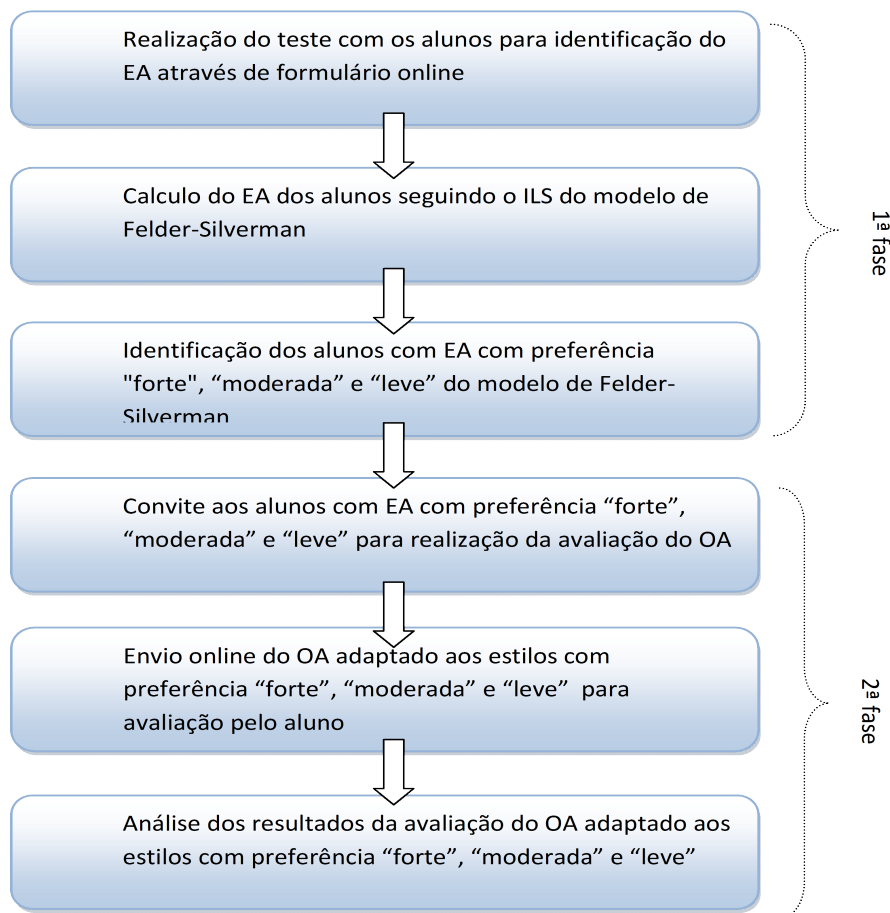 Realização do teste com os alunos para identificação do
EA através de formulário online
Calculo do EA dos alunos seguindo o ILS do modelo de
Felder-Silverman
Identificação dos alunos com EA com preferência
"forte", “moderada” e “leve” do modelo de Felder-
Silverman
1ª fase
Convite aos alunos com EA com preferência “forte”,
“moderada” e “leve” para realização da avaliação do OA
Envio online do OA adaptado aos estilos com
preferência “forte”, “moderada” e “leve”  para
avaliação pelo aluno
Análise dos resultados da avaliação do OA adaptado aos
estilos com preferência “forte”, “moderada” e “leve”
2ª fase